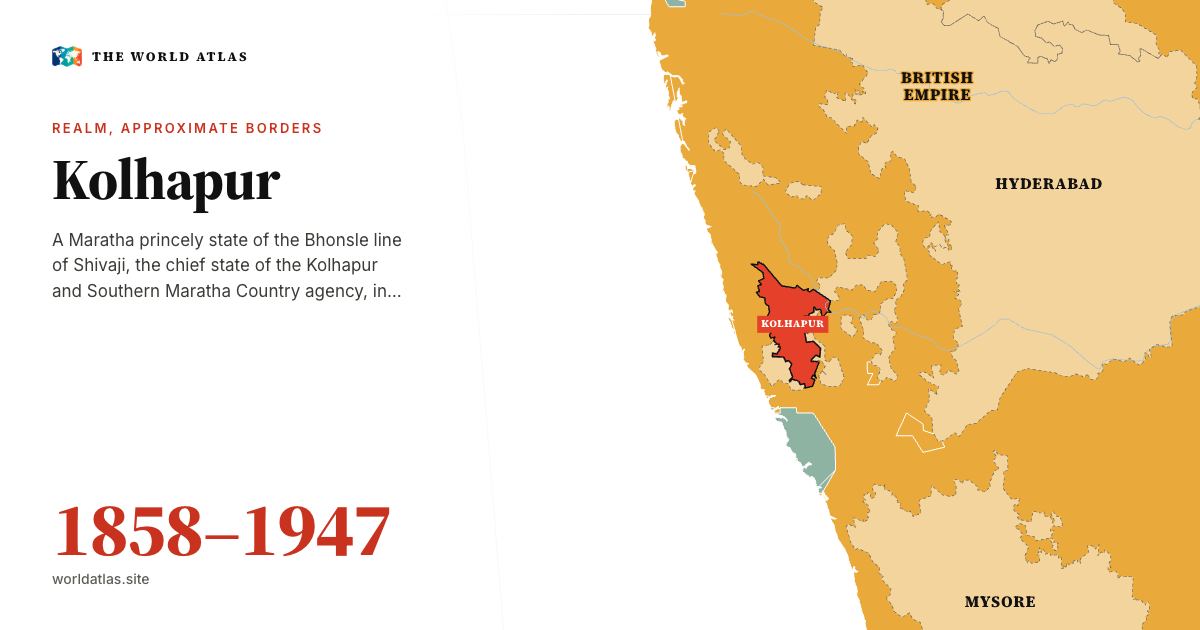 THE WORLD ATLAS
REALM, APPROXIMATE BORDERS
Kolhapur
A Maratha princely state of the Bhonsle line
of Shivaji, the chief state of the Kolhapur
and Southern Maratha Country agency, in...
1858–1947
worldatlas.site
BRITISH
EMPIRE
HYDERABAD
KOLHAPUR
MYSORE